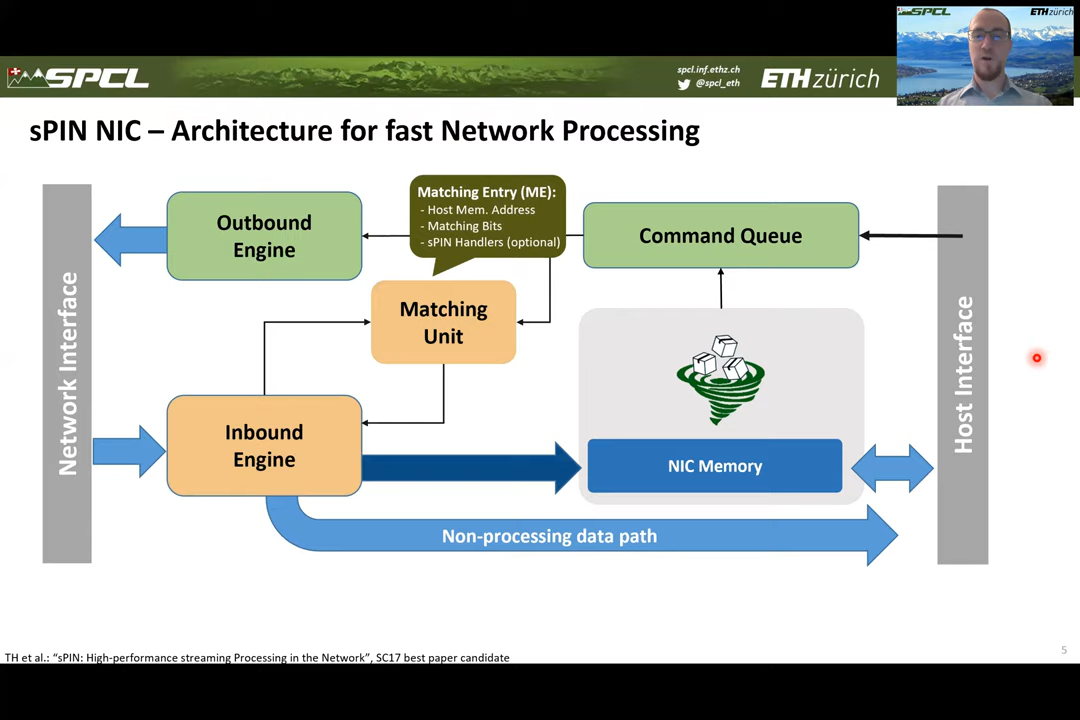 SPCL
spcl.inf.ethz.ch
@spcl_eth
ETH zürich
SPCL
ETH zürich
sPIN NIC – Architecture for fast Network Processing
Network Interface
Outbound
Engine
Matching Entry (ME):
- Host Mem. Address
- Matching Bits
- sPIN Handlers (optional)
Command Queue
Matching
Unit
Host Interface
Inbound
Engine
NIC Memory
Non-processing data path
5
TH et al.: “sPIN: High-performance streaming Processing in the Network”, SC17 best paper candidate